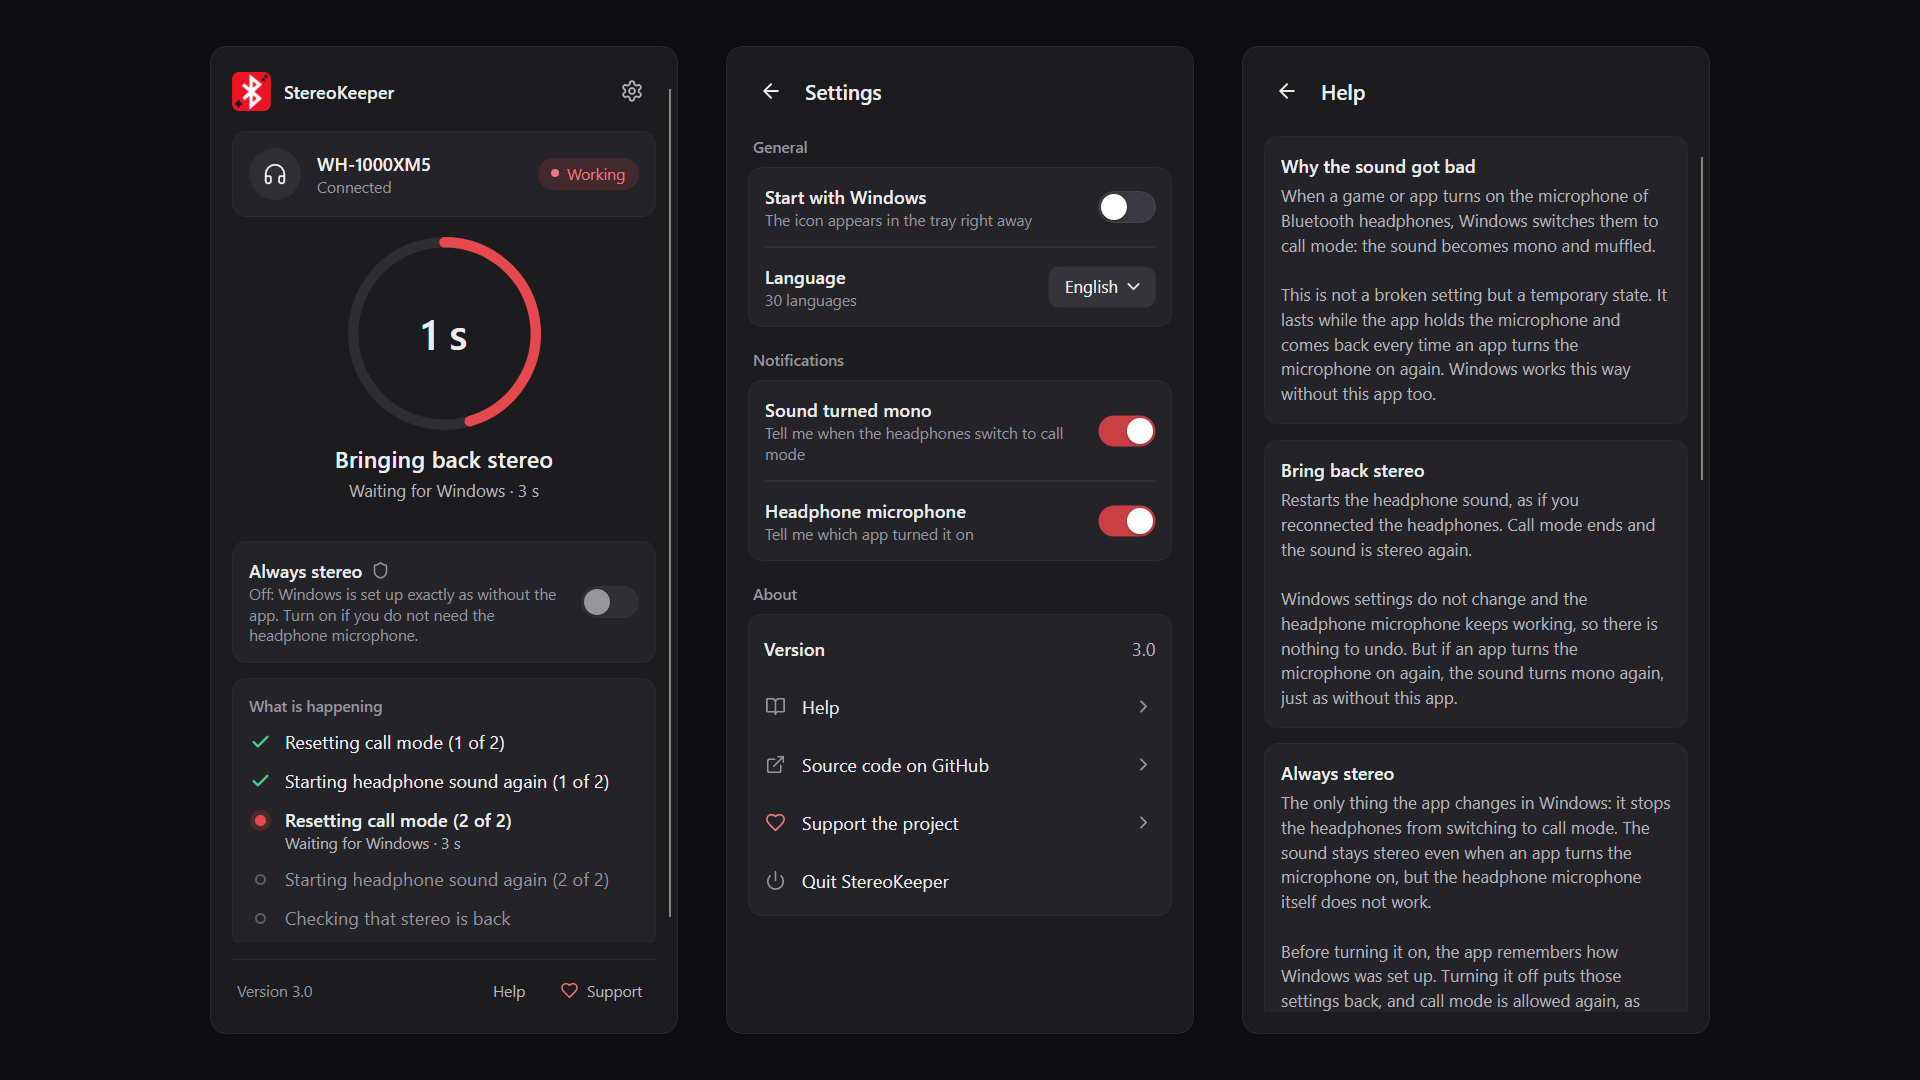 StereoKeeper
WH-1000XM5
Connected
Working
1 s
Bringing back stereo
Waiting for Windows · 3 s
Always stereo
Off: Windows is set up exactly as without the
app. Turn on if you do not need the
headphone microphone.
What is happening
Resetting call mode (1 of 2)
Starting headphone sound again (1 of 2)
Resetting call mode (2 of 2)
Waiting for Windows · 3 s
Starting headphone sound again (2 of 2)
Checking that stereo is back
Version 3.0
Help
Support
Settings
General
Start with Windows
The icon appears in the tray right away
Language
30 languages
English
Notifications
Sound turned mono
Tell me when the headphones switch to call
mode
Headphone microphone
Tell me which app turned it on
About
Version
3.0
Help
Source code on GitHub
Support the project
Quit StereoKeeper
Help
Why the sound got bad
When a game or app turns on the microphone of
Bluetooth headphones, Windows switches them to
call mode: the sound becomes mono and muffled.
This is not a broken setting but a temporary state. It
lasts while the app holds the microphone and
comes back every time an app turns the
microphone on again. Windows works this way
without this app too.
Bring back stereo
Restarts the headphone sound, as if you
reconnected the headphones. Call mode ends and
the sound is stereo again.
Windows settings do not change and the
headphone microphone keeps working, so there is
nothing to undo. But if an app turns the
microphone on again, the sound turns mono again,
just as without this app.
Always stereo
The only thing the app changes in Windows: it stops
the headphones from switching to call mode. The
sound stays stereo even when an app turns the
microphone on, but the headphone microphone
itself does not work.
Before turning it on, the app remembers how
Windows was set up. Turning it off puts those
settings back, and call mode is allowed again, as